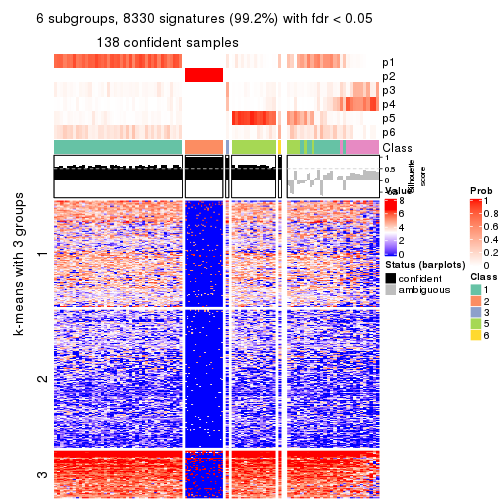 6 subgroups, 8330 signatures (99.2%) with fdr < 0.05
138 confident samples
p1
p2
p3
p4
p5
p6
Class
1
0.5
0
Silhouette
score
k-means with 3 groups
1
2
3
Value
8
6
4
2
0
Status (barplots)
confident
ambiguous
Prob
1
0.8
0.6
0.4
0.2
0
Class
1
2
3
5
6